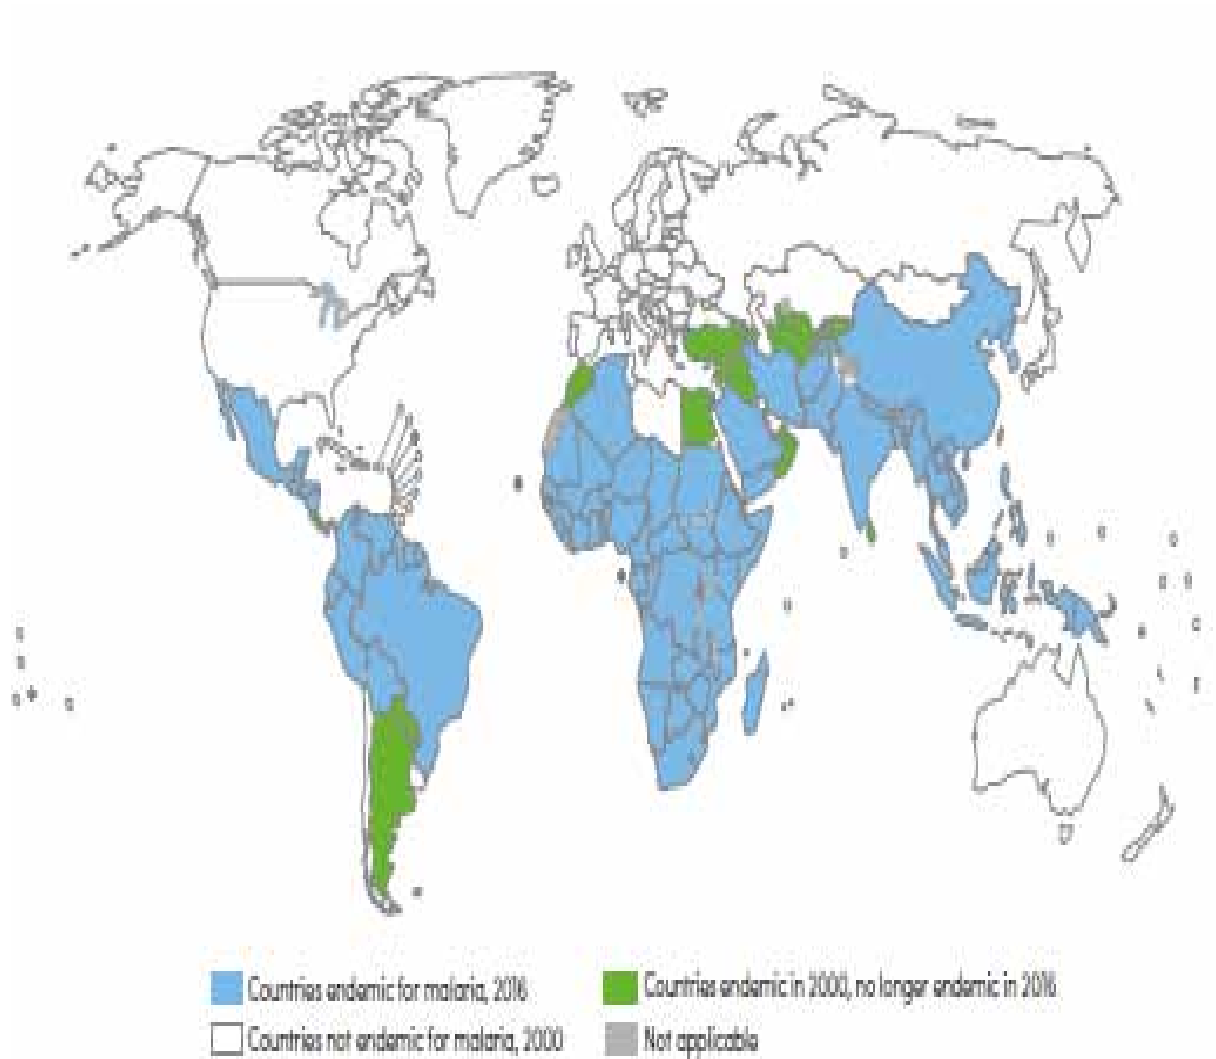 Countries endemic for malaria, 2016
Countries endemic in 2000, no longer endemic in 2016
Countries not endemic for malaria, 2000
Not applicable